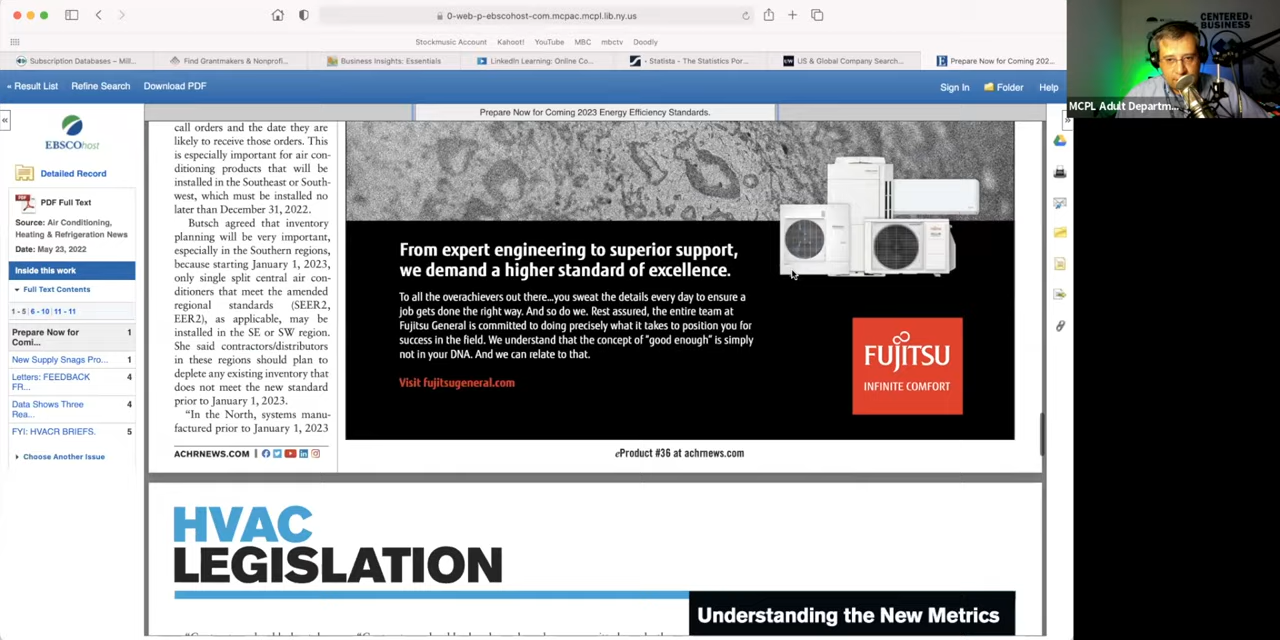 0-web-p-ebscohost-com.mcpac.mcpl.lib.ny.us
Stockmusic Account Kahoot! YouTube MBC mbctv Doodly
Subscription Databases – Mill...
Find Grantmakers & Nonprofi...
Business Insights: Essentials
LinkedIn Learning: Online Co...
- Statista - The Statistics Por...
US & Global Company Search...
Prepare Now for Coming 202...
CENTERED
BUSINESS
MCPL Adult Departm...
« Result List Refine Search Download PDF
Sign In Folder Help
Prepare Now for Coming 2023 Energy Efficiency Standards.
«
»
EBSCOhost
Detailed Record
PDF Full Text
Source: Air Conditioning,
Heating & Refrigeration News
Date: May 23, 2022
Inside this work
Full Text Contents
1 - 5 | 6 - 10 | 11 - 11
Prepare Now for
Comi... 1
New Supply Snags Pro... 1
Letters: FEEDBACK
FR... 4
Data Shows Three
Rea... 4
FYI: HVACR BRIEFS. 5
Choose Another Issue
call orders and the date they are
likely to receive those orders. This
is especially important for air con-
ditioning products that will be
installed in the Southeast or South-
west, which must be installed no
later than December 31, 2022.
Butsch agreed that inventory
planning will be very important,
especially in the Southern regions,
because starting January 1, 2023,
only single split central air con-
ditioners that meet the amended
regional standards (SEER2,
EER2), as applicable, may be
installed in the SE or SW region.
She said contractors/distributors
in these regions should plan to
deplete any existing inventory that
does not meet the new standard
prior to January 1, 2023.
"In the North, systems manu-
factured prior to January 1, 2023
ACHRNEWS.COM
From expert engineering to superior support,
we demand a higher standard of excellence.
To all the overachievers out there...you sweat the details every day to ensure a
job gets done the right way. And so do we. Rest assured, the entire team at
Fujitsu General is committed to doing precisely what it takes to position you for
success in the field. We understand that the concept of "good enough" is simply
not in your DNA. And we can relate to that.
Visit fujitsugeneral.com
FUJITSU
INFINITE COMFORT
eProduct #36 at achrnews.com
HVAC
LEGISLATION
Understanding the New Metrics